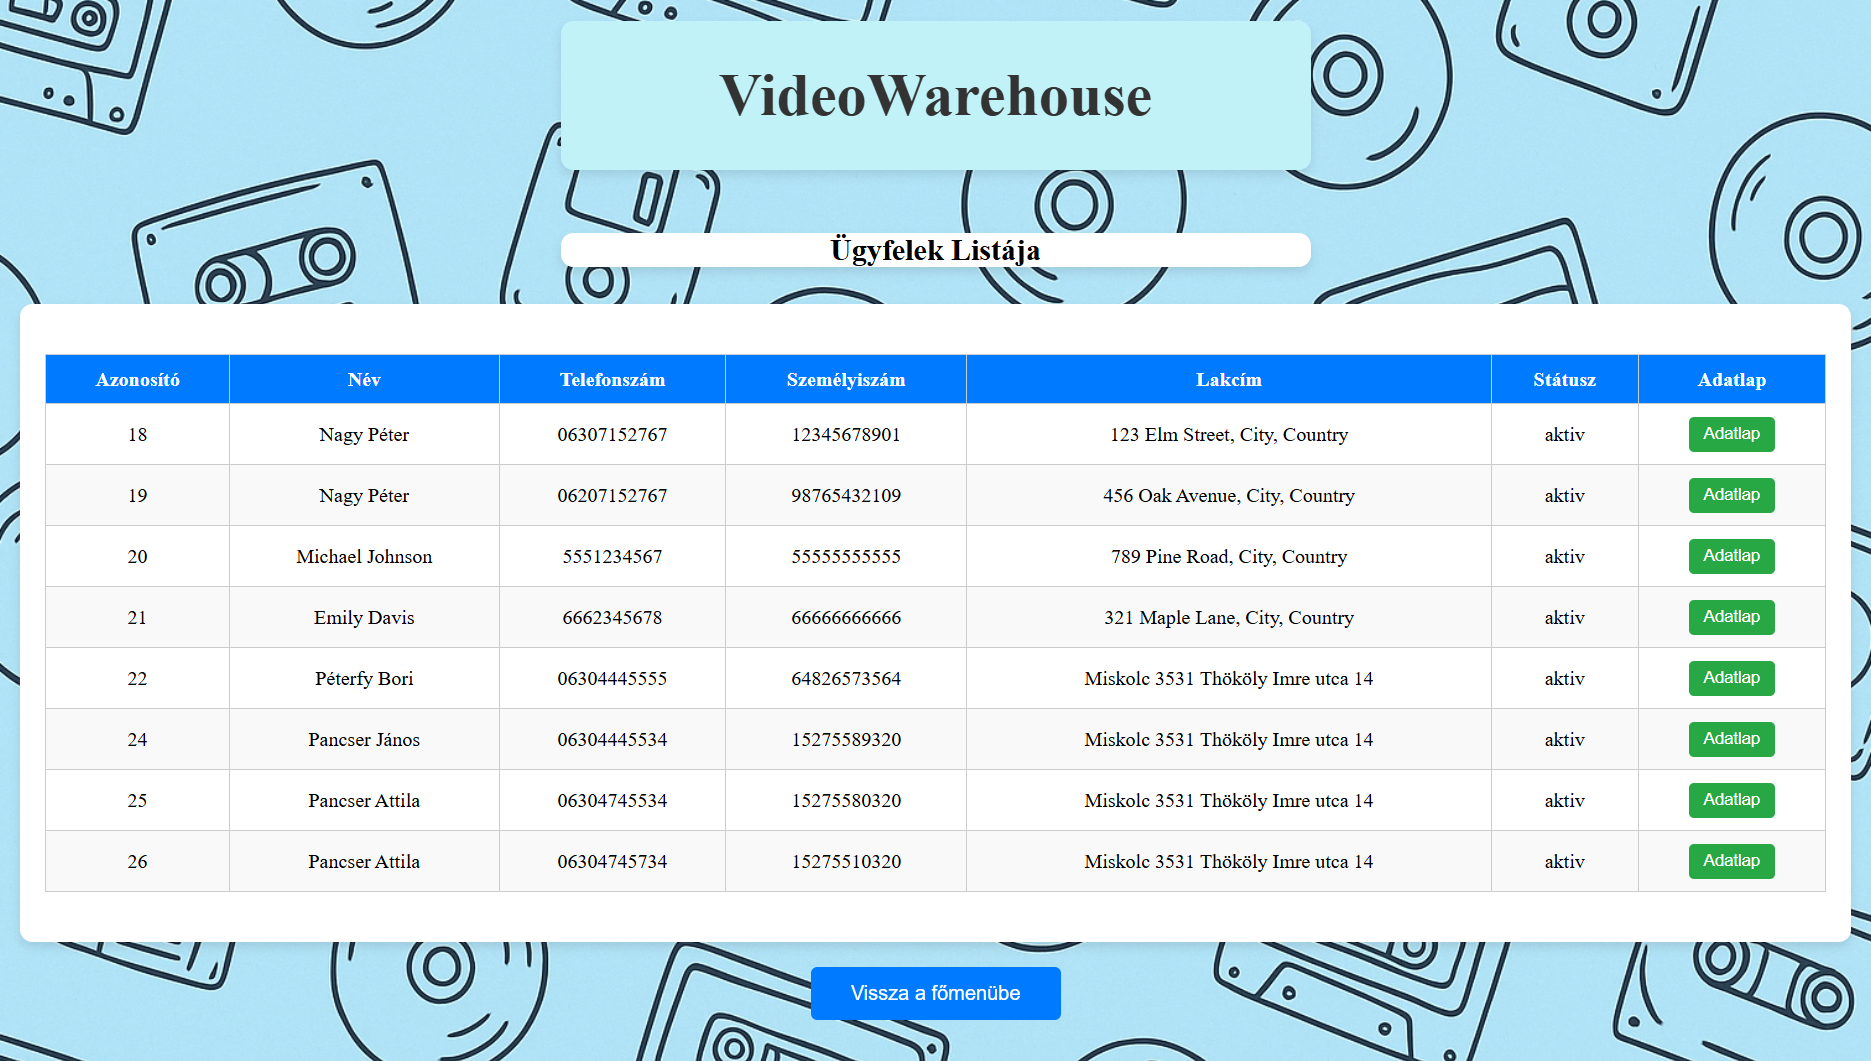 VideoWarehouse
Ügyfelek Listája
Azonosító Név Telefonszám Személyiszám Lakcím Státusz Adatlap
18 Nagy Péter 06307152767 12345678901 123 Elm Street, City, Country aktiv Adatlap
19 Nagy Péter 06207152767 98765432109 456 Oak Avenue, City, Country aktiv Adatlap
20 Michael Johnson 5551234567 55555555555 789 Pine Road, City, Country aktiv Adatlap
21 Emily Davis 6662345678 66666666666 321 Maple Lane, City, Country aktiv Adatlap
22 Péterfy Bori 06304445555 64826573564 Miskolc 3531 Thököly Imre utca 14 aktiv Adatlap
24 Pancser János 06304445534 15275589320 Miskolc 3531 Thököly Imre utca 14 aktiv Adatlap
25 Pancser Attila 06304745534 15275580320 Miskolc 3531 Thököly Imre utca 14 aktiv Adatlap
26 Pancser Attila 06304745734 15275510320 Miskolc 3531 Thököly Imre utca 14 aktiv Adatlap
Vissza a főmenübe